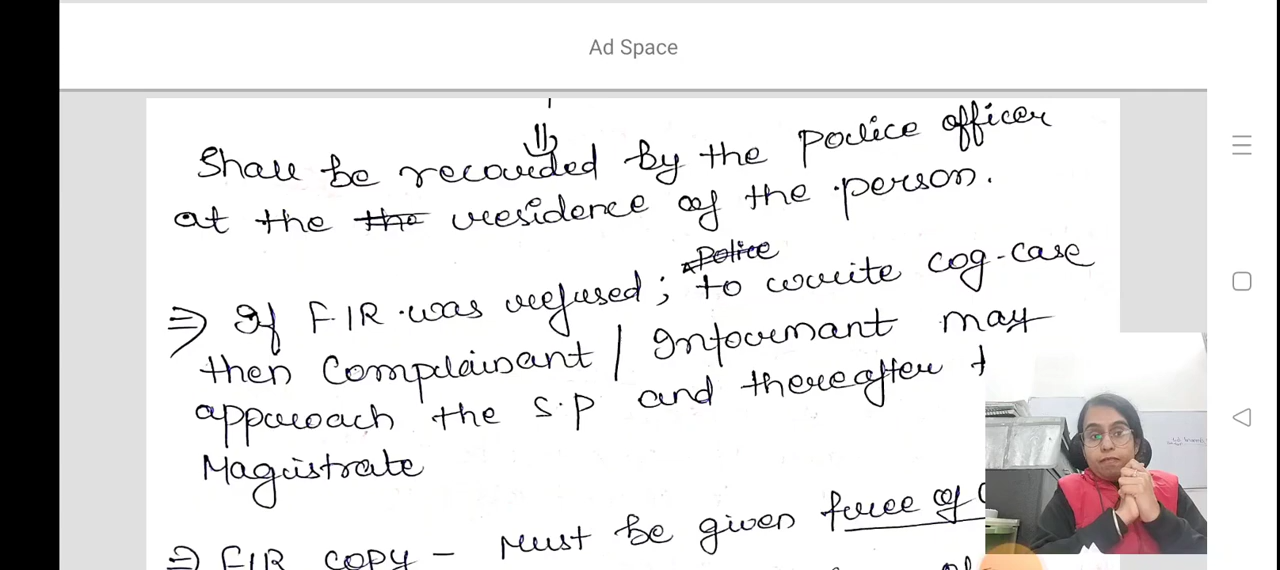 Ad Space
Shall be recorded by the Police officer
at the the residence of the person.
Police
⇒ If F.I.R. was refused; to write cog-case
then Complainant / Informant may
approach the S.P and thereafter
Magistrate
⇒ FIR COPY - Must be given free of